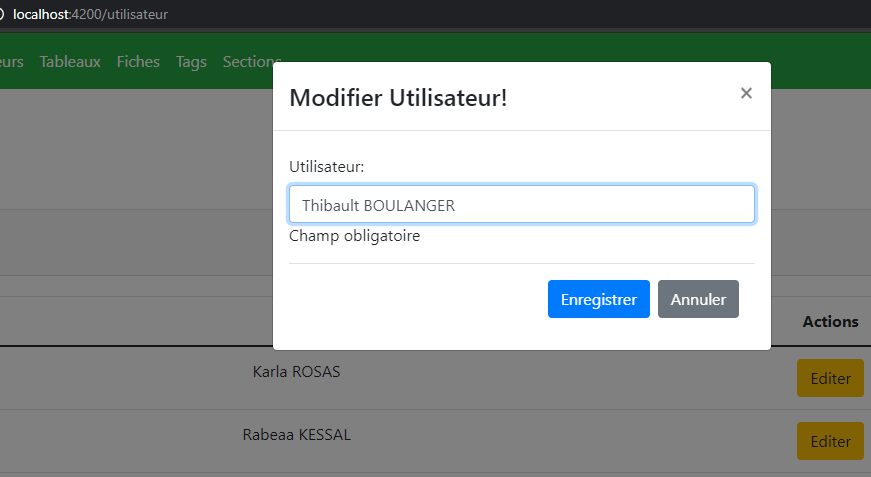 localhost:4200/utilisateur
eurs Tableaux Fiches Tags Sections
Modifier Utilisateur! ×
Utilisateur:
Thibault BOULANGER
Champ obligatoire
Enregistrer Annuler
Actions
Karla ROSAS Editer
Rabeaa KESSAL Editer